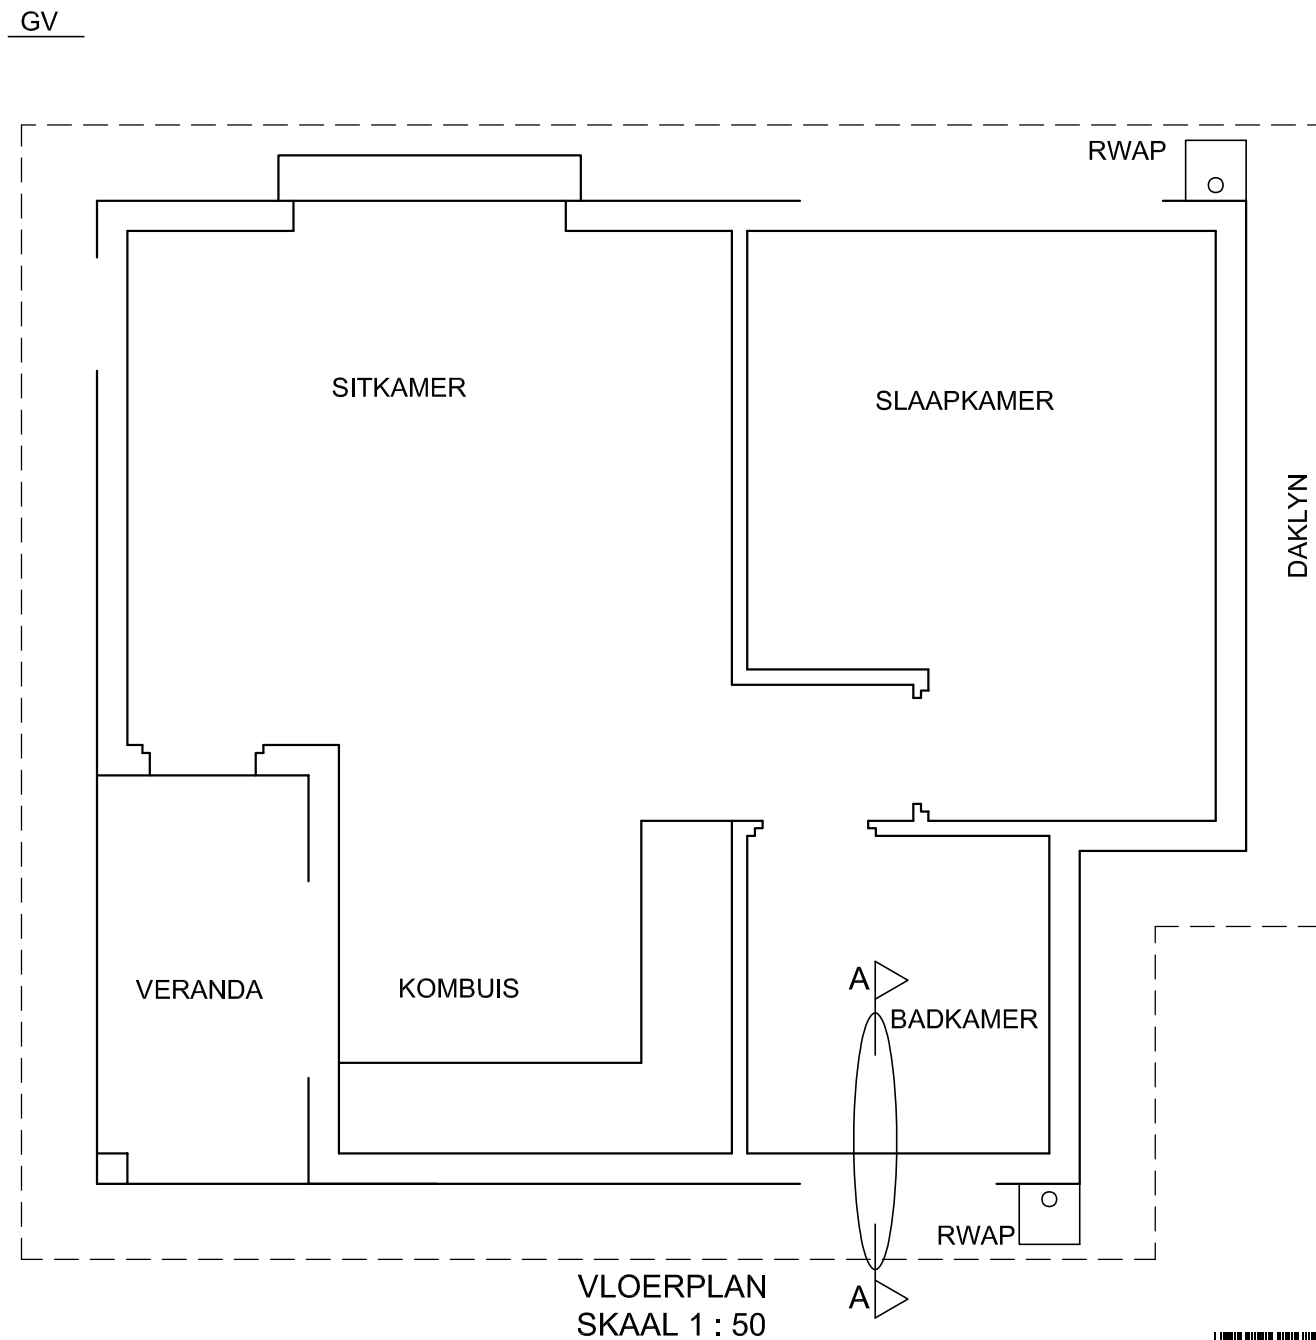 GV
RWAP
SITKAMER
SLAAPKAMER
DAKLYN
VERANDA
KOMBUIS
A
BADKAMER
RWAP
VLOERPLAN
SKAAL 1 : 50
A